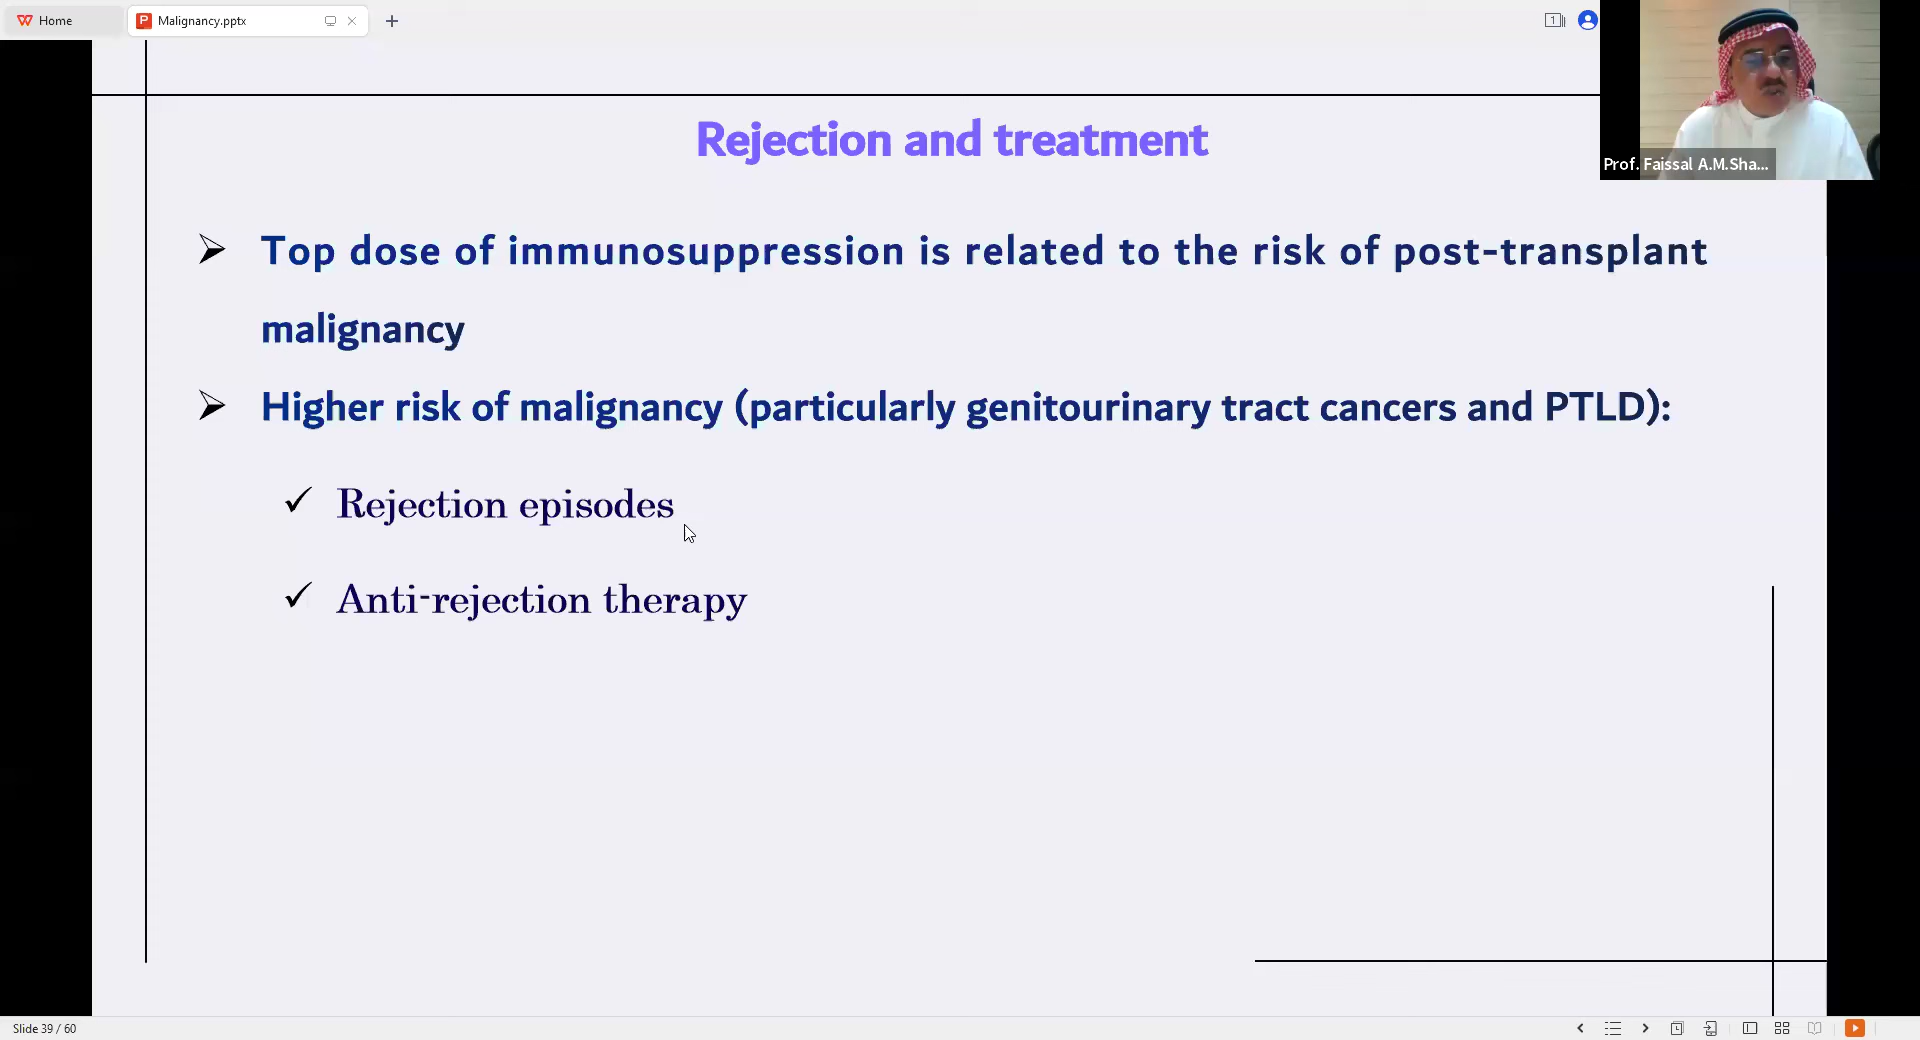 Home
Malignancy.pptx
1
Prof. Faissal A.M.Sha...
Rejection and treatment
Top dose of immunosuppression is related to the risk of post-transplant
malignancy
Higher risk of malignancy (particularly genitourinary tract cancers and PTLD):
Rejection episodes
Anti-rejection therapy
Slide 39 / 60